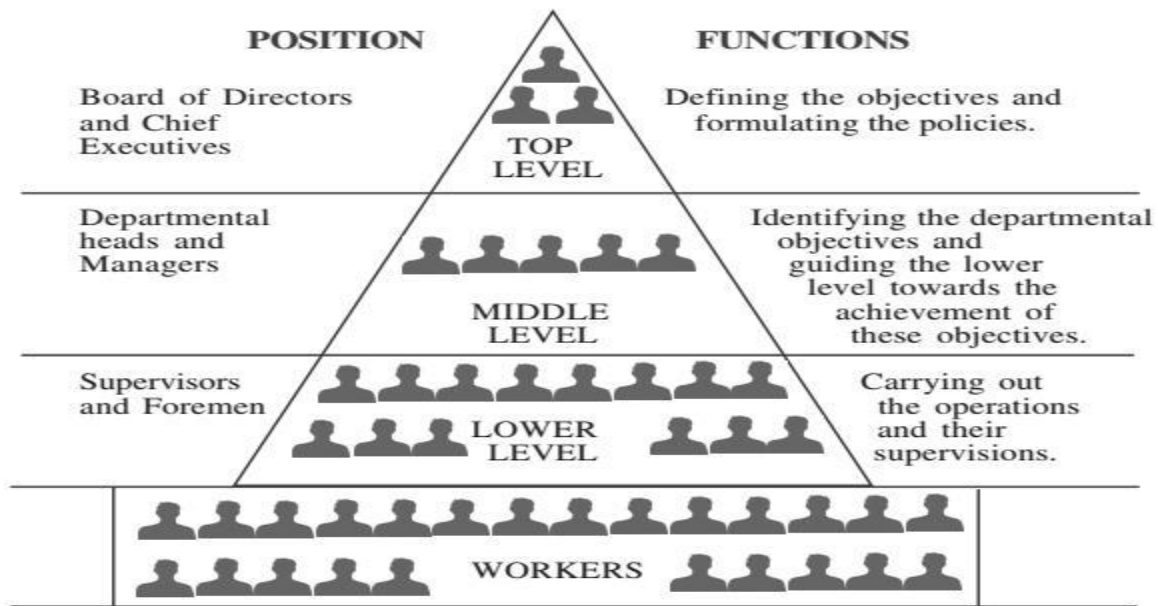 POSITION
FUNCTIONS
Board of Directors
and Chief
Executives
TOP
LEVEL
Defining the objectives and
formulating the policies.
Departmental
heads and
Managers
MIDDLE
LEVEL
Identifying the departmental
objectives and
guiding the lower
level towards the
achievement of
these objectives.
Supervisors
and Foremen
LOWER
LEVEL
Carrying out
the operations
and their
supervisions.
WORKERS